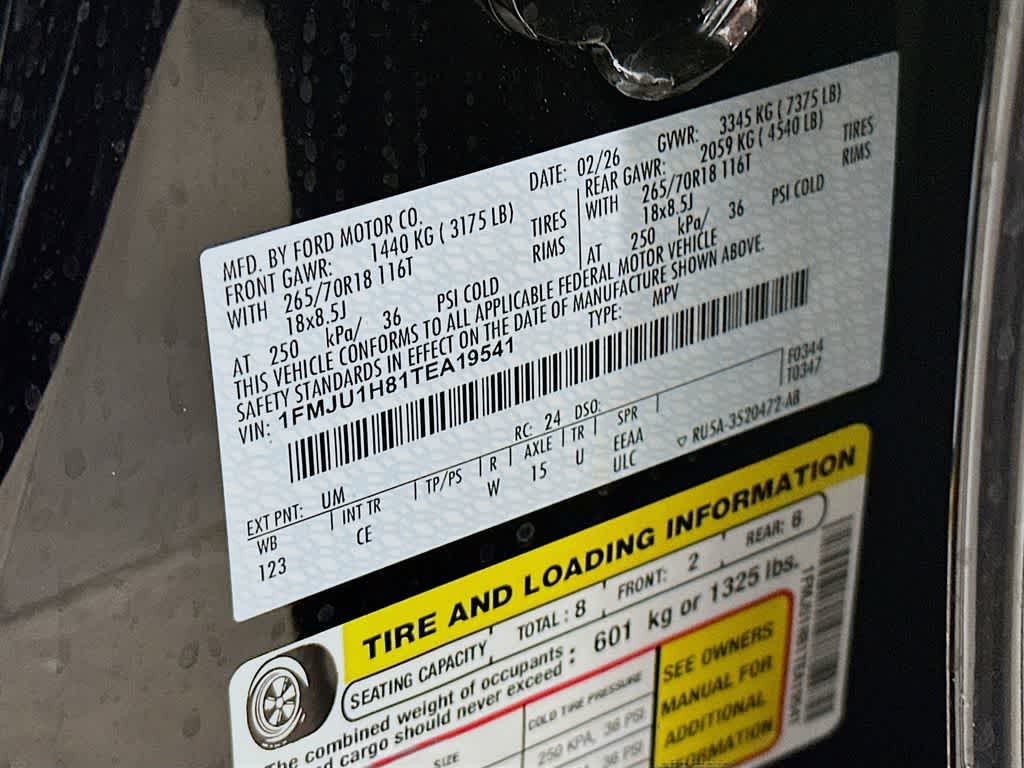 MFD. BY FORD MOTOR CO.
DATE: 02/26 GVWR: 3345 KG ( 7375 LB)
FRONT GAWR: 1440 KG ( 3175 LB)
REAR GAWR: 2059 KG ( 4540 LB)
WITH 265/70R18 116T TIRES
WITH 265/70R18 116T TIRES
18x8.5J RIMS
18x8.5J RIMS
AT 250 kPa/ 36 PSI COLD
AT 250 kPa/ 36 PSI COLD
THIS VEHICLE CONFORMS TO ALL APPLICABLE FEDERAL MOTOR VEHICLE
SAFETY STANDARDS IN EFFECT ON THE DATE OF MANUFACTURE SHOWN ABOVE.
VIN: 1FMJU1H81TEA19541 TYPE: MPV
F0344
T0347
EXT PNT: UM RC: 24 DSO:
WB INT TR TP/PS R AXLE TR SPR
123 CE W 15 U EEAA
ULC
▽ RU5A-3520472-AB
TIRE AND LOADING INFORMATION
SEATING CAPACITY TOTAL : 8 FRONT: 2 REAR: 6
The combined weight of occupants : 601 kg or 1325 lbs.
d cargo should never exceed
SIZE COLD TIRE PRESSURE
250 KPA, 36 PSI
36 PSI
SEE OWNERS
MANUAL FOR
ADDITIONAL
NFORMATION